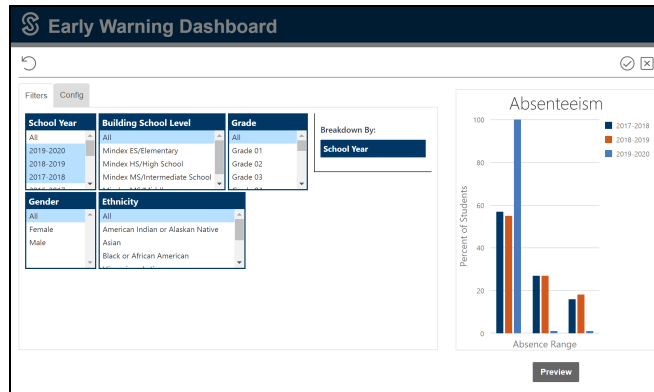 Early Warning Dashboard
Filters
Config
School Year
All
2019-2020
2018-2019
2017-2018
2016-2017
Building School Level
All
Mindex ES/Elementary
Mindex HS/High School
Mindex MS/Intermediate School
Grade
All
Grade 01
Grade 02
Grade 03
Breakdown By:
School Year
Gender
All
Female
Male
Ethnicity
All
American Indian or Alaskan Native
Asian
Black or African American
Absenteeism
100
80
60
40
20
0
Percent of Students
Absence Range
2017-2018
2018-2019
2019-2020
Preview